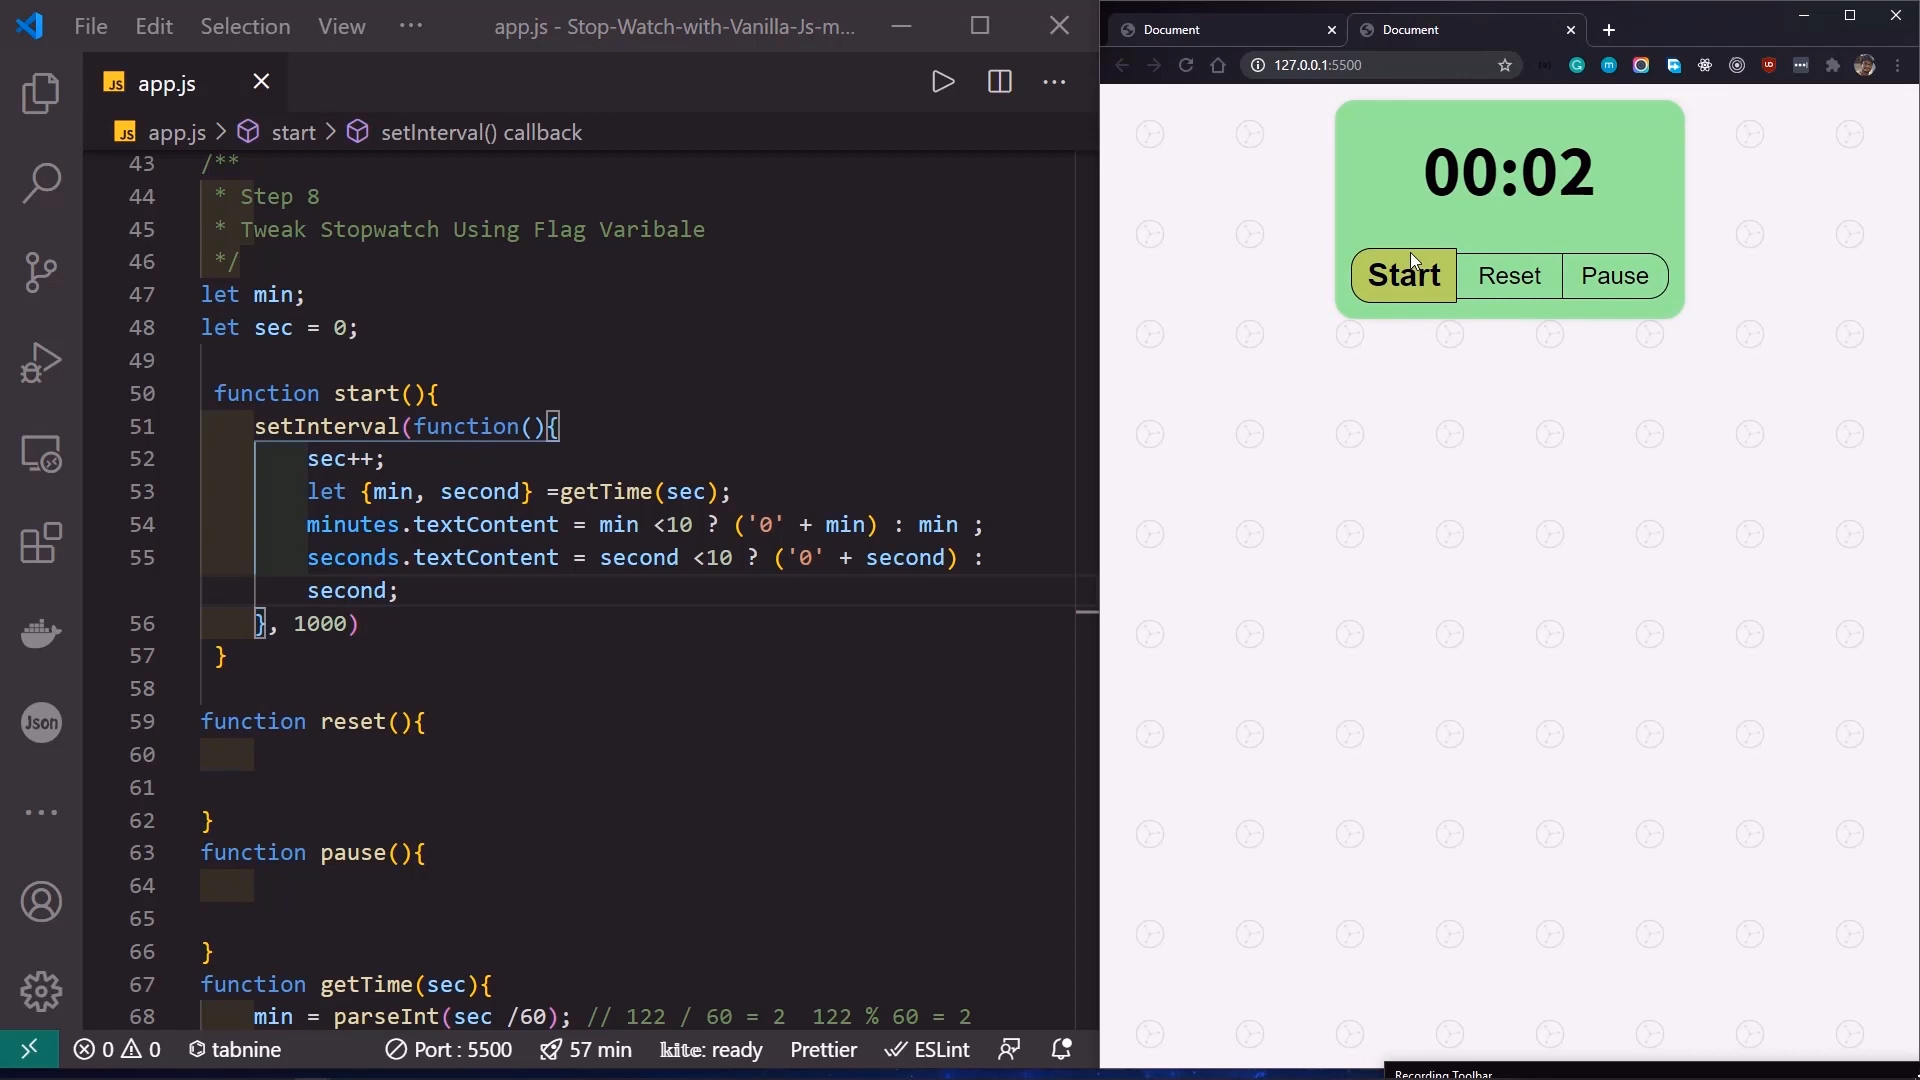 File Edit Selection View ··· app.js - Stop-Watch-with-Vanilla-Js-m...
JS app.js
JS app.js > start > setInterval() callback
43 /**
44 * Step 8
45 * Tweak Stopwatch Using Flag Varibale
46 */
47 let min;
48 let sec = 0;
49
50 function start(){
51 setInterval(function(){
52 sec++;
53 let {min, second} =getTime(sec);
54 minutes.textContent = min <10 ? ('0' + min) : min ;
55 seconds.textContent = second <10 ? ('0' + second) :
second;
56 }, 1000)
57 }
58
59 function reset(){
60
61
62 }
63 function pause(){
64
65
66 }
67 function getTime(sec){
68 min = parseInt(sec /60); // 122 / 60 = 2 122 % 60 = 2
Json
0 0 tabnine Port : 5500 57 min kite: ready Prettier ESLint
Document Document
127.0.0.1:5500
00:02
Start Reset Pause
Recording Toolbar